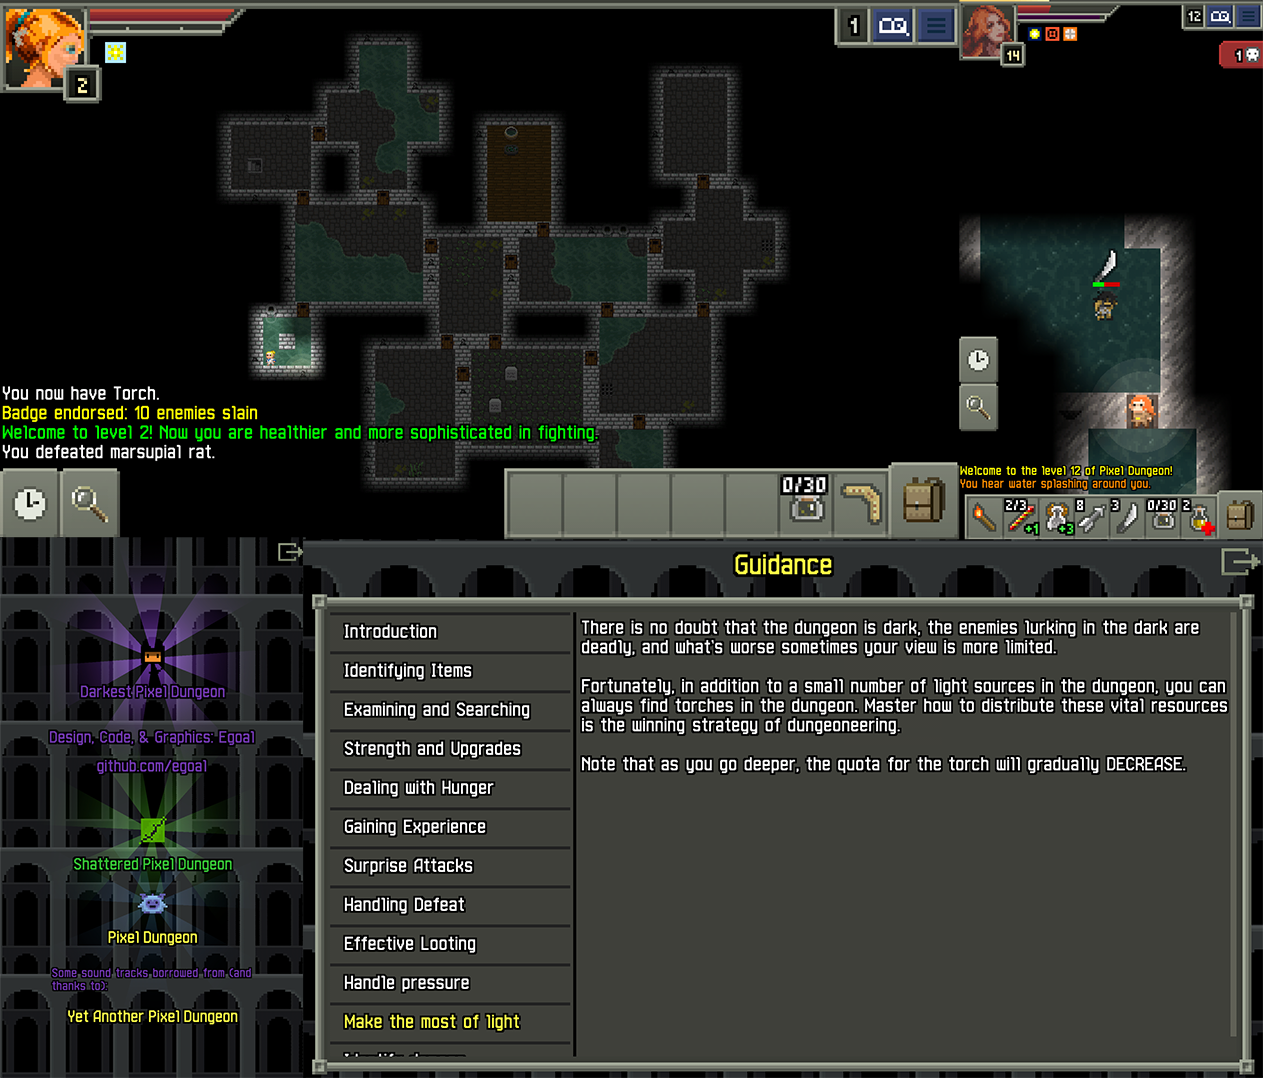 2
1
14
12
1
You now have Torch.
Badge endorsed: 10 enemies slain
Welcome to level 2! Now you are healthier and more sophisticated in fighting.
You defeated marsupial rat.
0/30
Welcome to the level 12 of Pixel Dungeon!
You hear water splashing around you.
2/3
+1
+3
8
3
0/30
2
Darkest Pixel Dungeon
Design, Code, & Graphics: Egoal
github.com/egoal
Shattered Pixel Dungeon
Pixel Dungeon
Some sound tracks borrowed from (and
thanks to):
Yet Another Pixel Dungeon
Guidance
Introduction
Identifying Items
Examining and Searching
Strength and Upgrades
Dealing with Hunger
Gaining Experience
Surprise Attacks
Handling Defeat
Effective Looting
Handle pressure
Make the most of light
There is no doubt that the dungeon is dark, the enemies lurking in the dark are
deadly, and what's worse sometimes your view is more limited.
Fortunately, in addition to a small number of light sources in the dungeon, you can
always find torches in the dungeon. Master how to distribute these vital resources
is the winning strategy of dungeoneering.
Note that as you go deeper, the quota for the torch will gradually DECREASE.